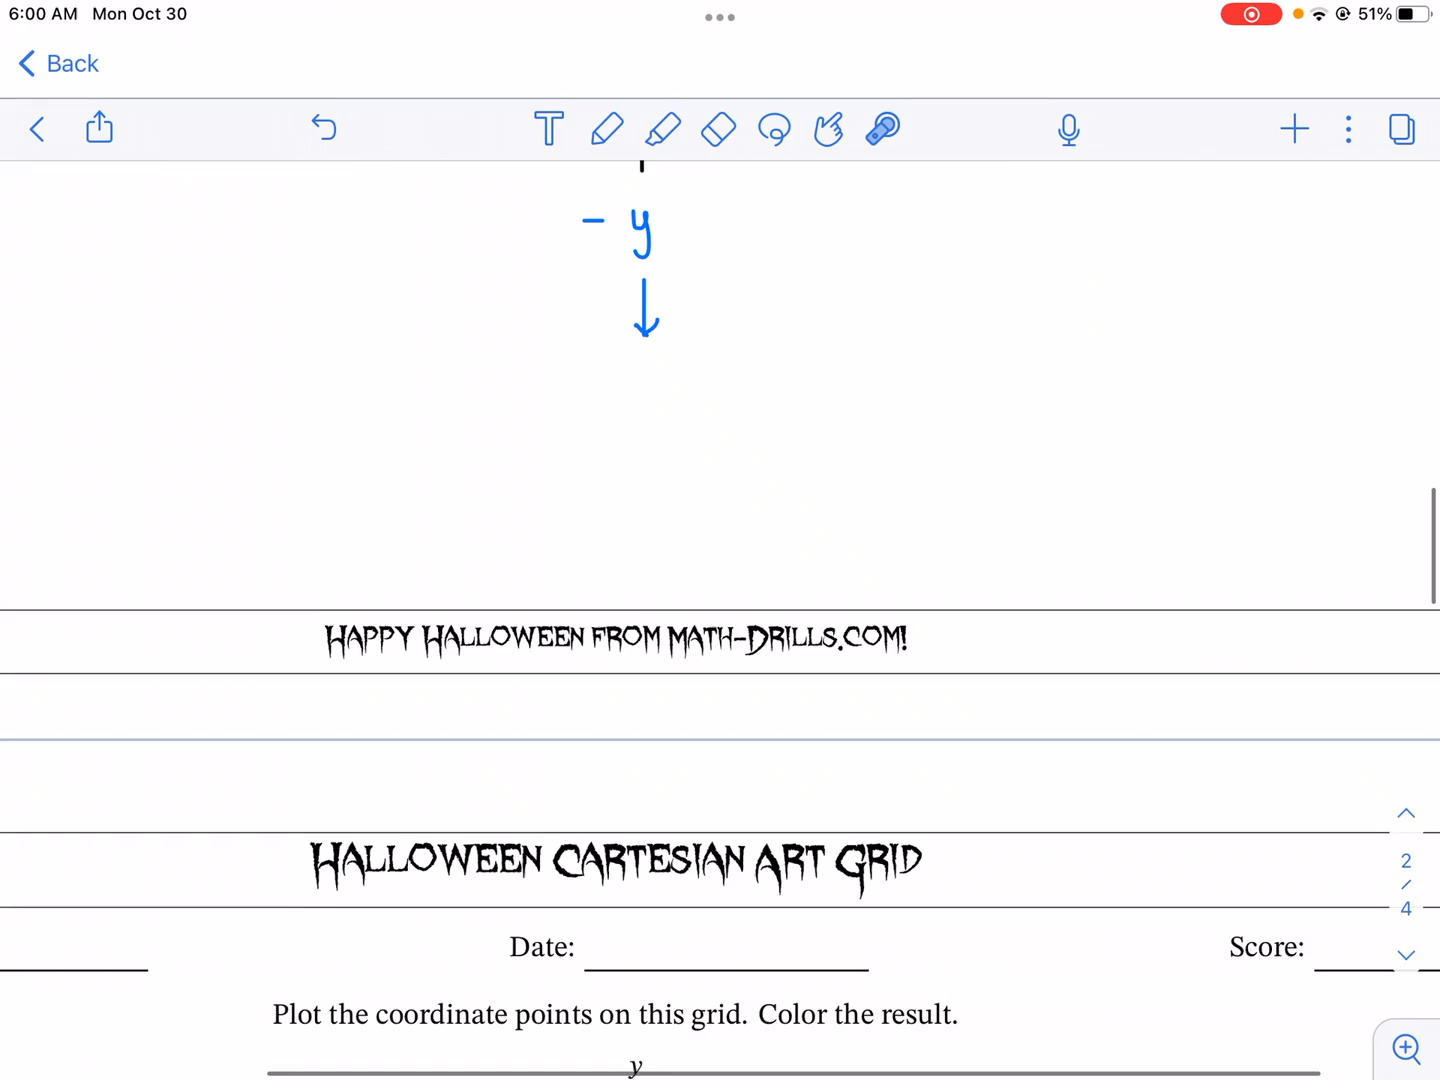 6:00 AM Mon Oct 30
51%
Back
- y
HAPPY HALLOWEEN FROM MATH-DRILLS.COM!
HALLOWEEN CARTESIAN ART GRID
2
/
4
Date:
Score:
Plot the coordinate points on this grid. Color the result.
y